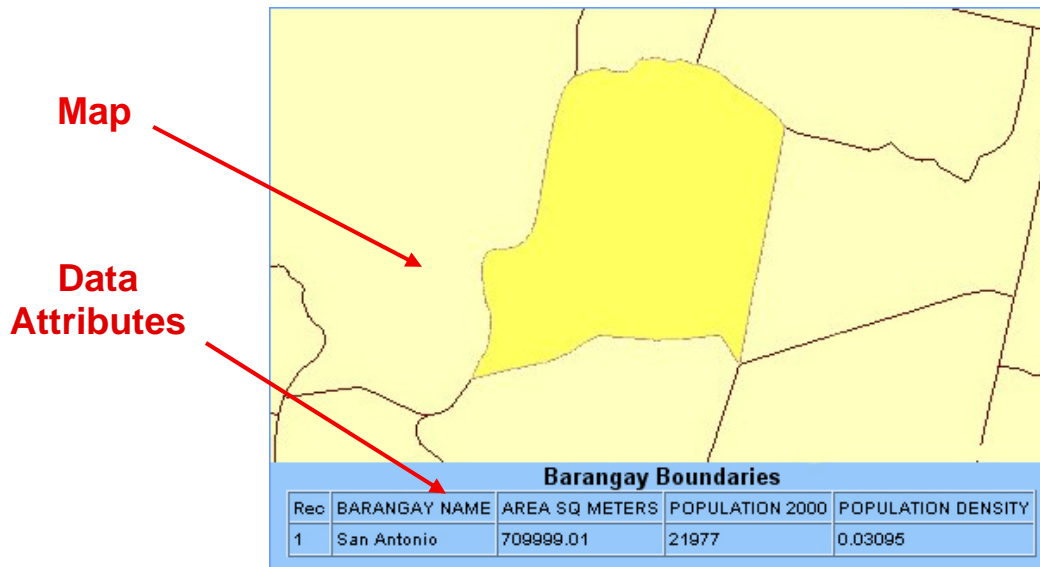 Map
Data
Attributes
Barangay Boundaries
Rec BARANGAY NAME AREA SQ METERS POPULATION 2000 POPULATION DENSITY
1 San Antonio 709999.01 21977 0.03095